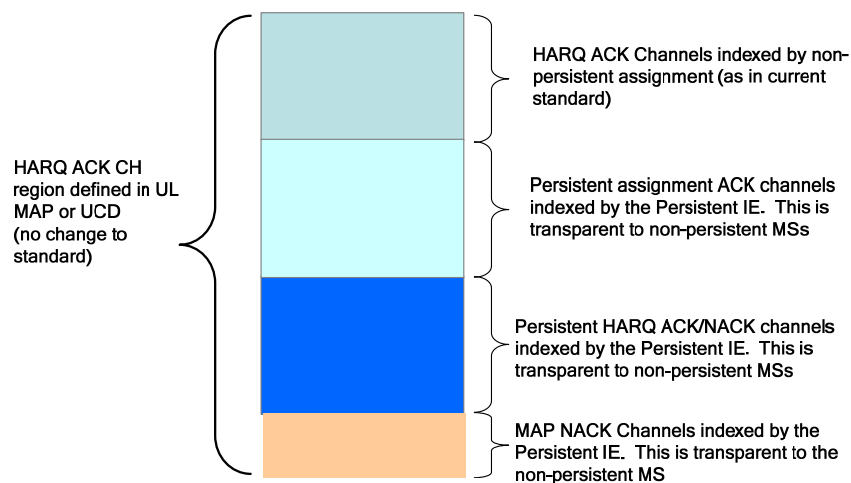 HARQ ACK CH
region defined in UL
MAP or UCD
(no change to
standard)
HARQ ACK Channels indexed by non-
persistent assignment (as in current
standard)
Persistent assignment ACK channels
indexed by the Persistent IE. This is
transparent to non-persistent MSs
Persistent HARQ ACK/NACK channels
indexed by the Persistent IE. This is
transparent to non-persistent MSs
MAP NACK Channels indexed by the
Persistent IE. This is transparent to the
non-persistent MS